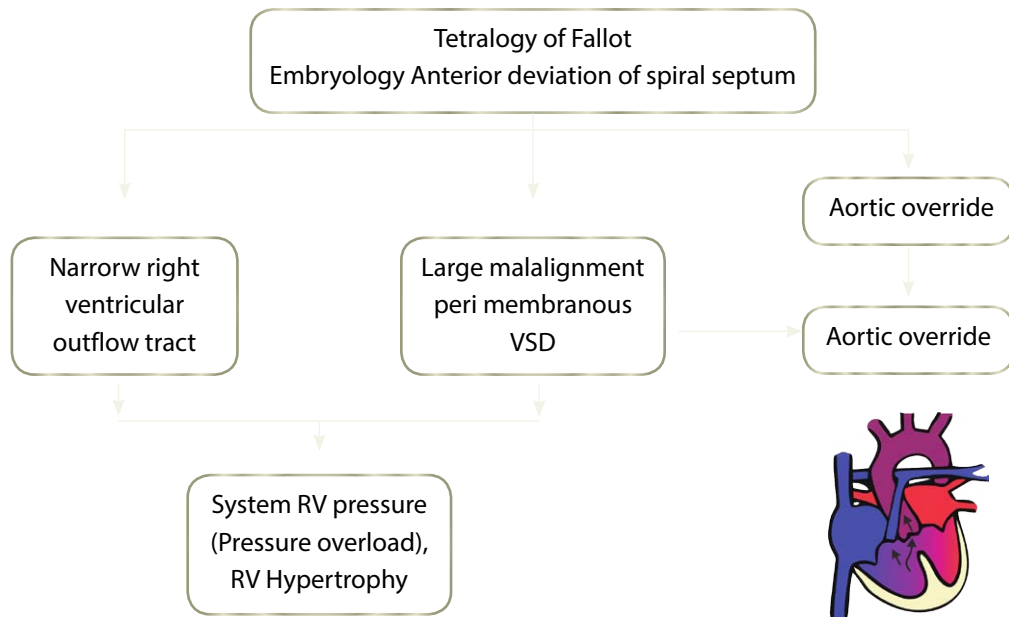 Tetralogy of Fallot
Embryology Anterior deviation of spiral septum
Aortic override
Narrorw right
ventricular
outflow tract
Large malalignment
peri membranous
VSD
Aortic override
System RV pressure
(Pressure overload),
RV Hypertrophy